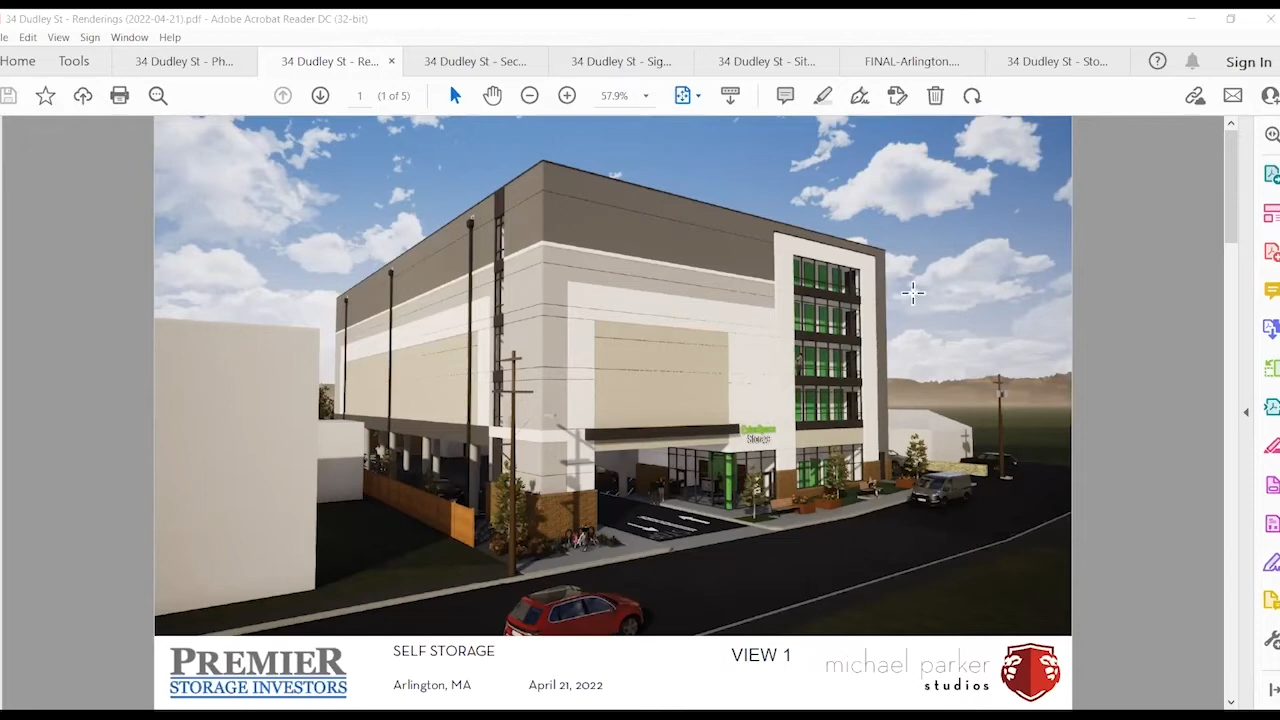 34 Dudley St - Renderings (2022-04-21).pdf - Adobe Acrobat Reader DC (32-bit)
le Edit View Sign Window Help
Home Tools 34 Dudley St - Ph... 34 Dudley St - Re... × 34 Dudley St - Sec... 34 Dudley St - Sig... 34 Dudley St - Sit... FINAL-Arlington.... 34 Dudley St - Sto... Sign In
1 (1 of 5) 57.9%
Storage
PREMIER
STORAGE INVESTORS
SELF STORAGE
Arlington, MA April 21, 2022
VIEW 1
michael parker
studios